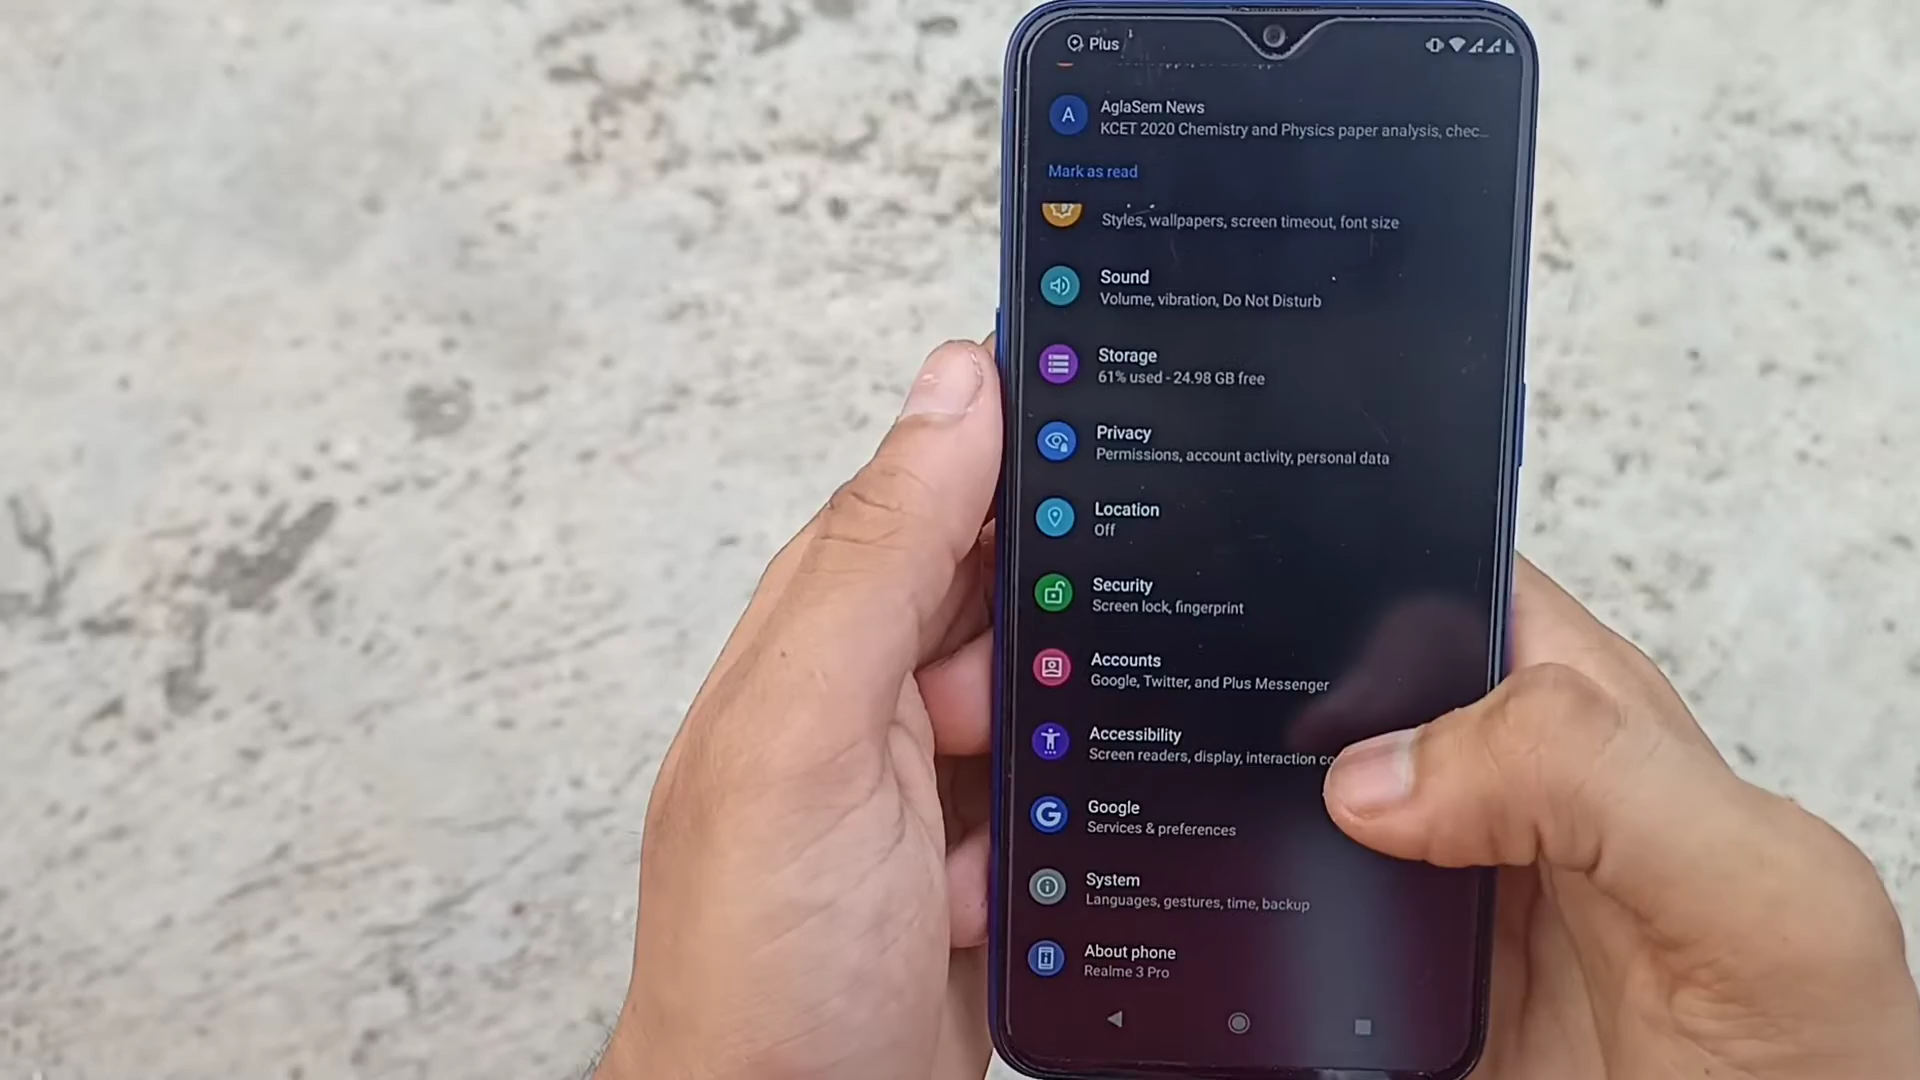 Plus
A
AglaSem News
KCET 2020 Chemistry and Physics paper analysis, chec...
Mark as read
Styles, wallpapers, screen timeout, font size
Sound
Volume, vibration, Do Not Disturb
Storage
61% used - 24.98 GB free
Privacy
Permissions, account activity, personal data
Location
Off
Security
Screen lock, fingerprint
Accounts
Google, Twitter, and Plus Messenger
Accessibility
Screen readers, display, interaction co
G
Google
Services & preferences
System
Languages, gestures, time, backup
About phone
Realme 3 Pro